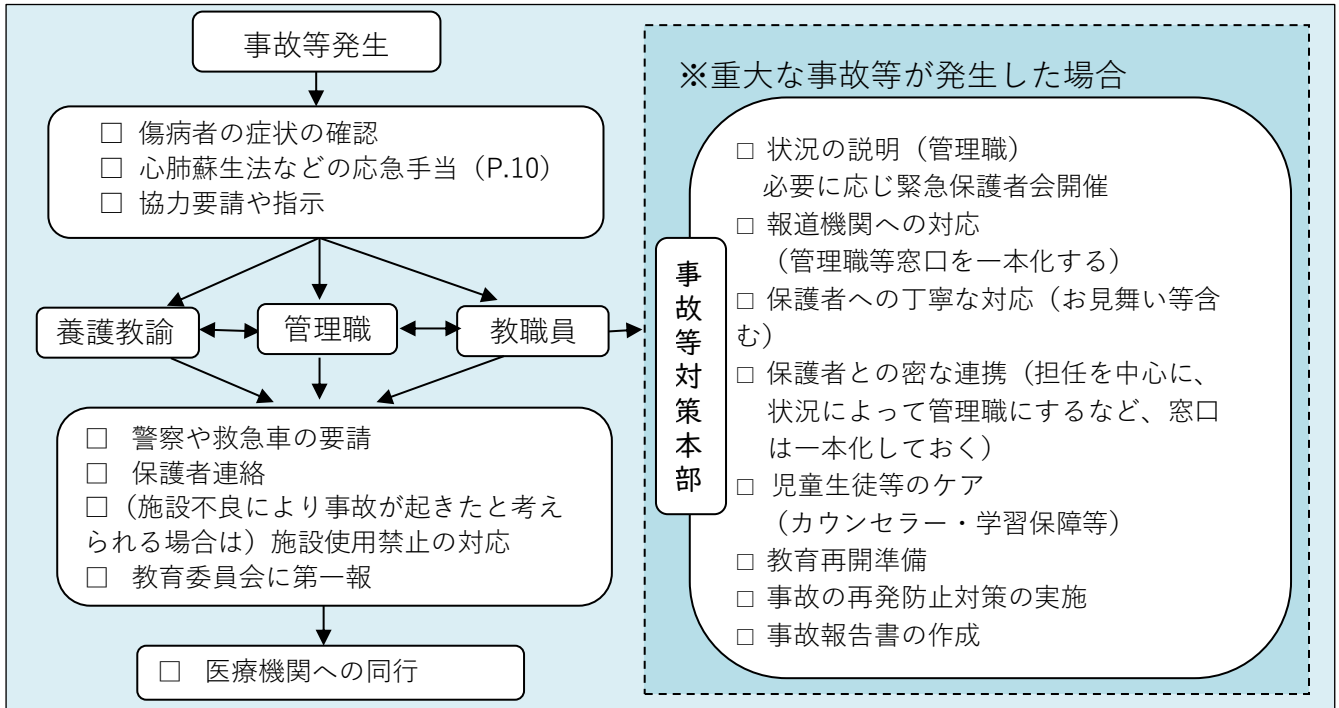 事故等発生
□ 傷病者の症状の確認
□ 心肺蘇生法などの応急手当（P.10）
□ 協力要請や指示
養護教諭
管理職
教職員
□ 警察や救急車の要請
□ 保護者連絡
□（施設不良により事故が起きたと考え
られる場合は）施設使用禁止の対応
□ 教育委員会に第一報
□ 医療機関への同行
※重大な事故等が発生した場合
事故等対策本部
□ 状況の説明（管理職）
必要に応じ緊急保護者会開催
□ 報道機関への対応
（管理職等窓口を一本化する）
□ 保護者への丁寧な対応（お見舞い等含
む）
□ 保護者との密な連携（担任を中心に、
状況によって管理職にするなど、窓口
は一本化しておく）
□ 児童生徒等のケア
（カウンセラー・学習保障等）
□ 教育再開準備
□ 事故の再発防止対策の実施
□ 事故報告書の作成